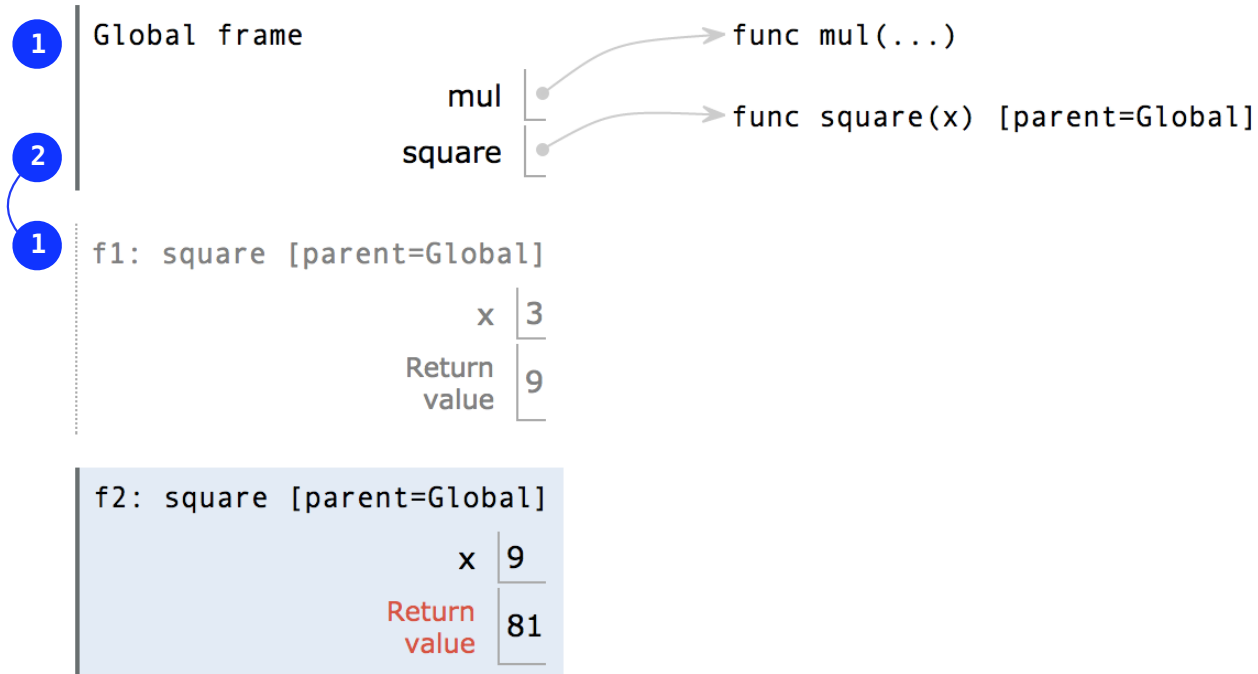 1 Global frame func mul(...)
mul
func square(x) [parent=Global]
2 square
1 f1: square [parent=Global]
x 3
Return
value 9
f2: square [parent=Global]
x 9
Return
value 81